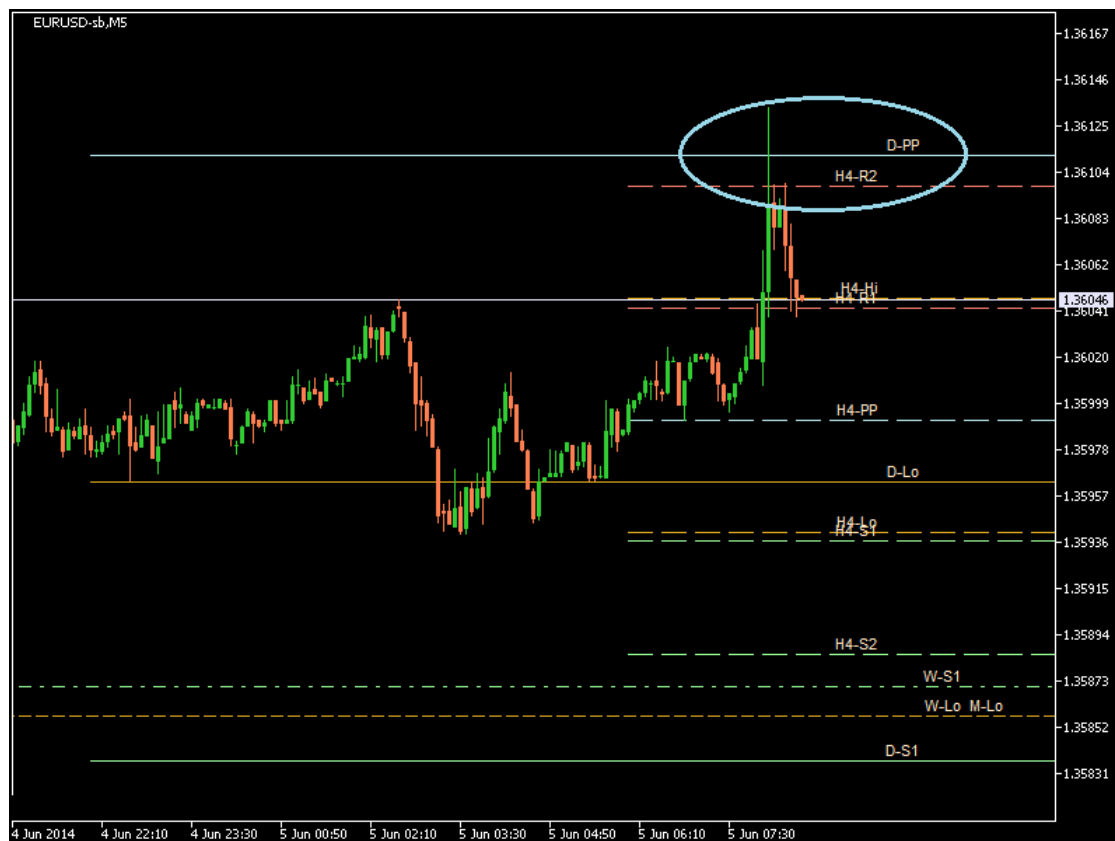 EURUSD-sb,M5
1.36167
1.36146
1.36125
D-PP
H4-R2
1.36104
1.36083
1.36062
H4-Hi
H4-R1
1.36046
1.36041
1.36020
H4-PP
1.35999
1.35978
D-Lo
1.35957
H4-Lo
H4-S1
1.35936
1.35915
H4-S2
1.35894
W-S1
1.35873
W-Lo M-Lo
1.35852
D-S1
1.35831
4 Jun 2014 4 Jun 22:10 4 Jun 23:30 5 Jun 00:50 5 Jun 02:10 5 Jun 03:30 5 Jun 04:50 5 Jun 06:10 5 Jun 07:30